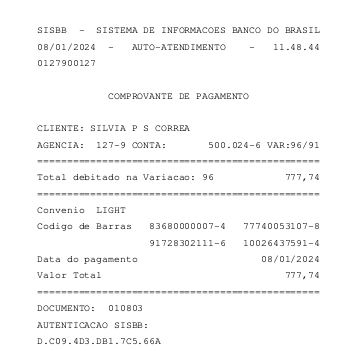 SISBB - SISTEMA DE INFORMACOES BANCO DO BRASIL
08/01/2024 - AUTO-ATENDIMENTO - 11.48.44
0127900127
COMPROVANTE DE PAGAMENTO
CLIENTE: SILVIA P S CORREA
AGENCIA: 127-9 CONTA: 500.024-6 VAR:96/91
================================================
Total debitado na Variacao: 96 777,74
================================================
Convenio LIGHT
Codigo de Barras 83680000007-4 77740053107-8
91728302111-6 10026437591-4
Data do pagamento 08/01/2024
Valor Total 777,74
================================================
DOCUMENTO: 010803
AUTENTICACAO SISBB:
D.C09.4D3.DB1.7C5.66A